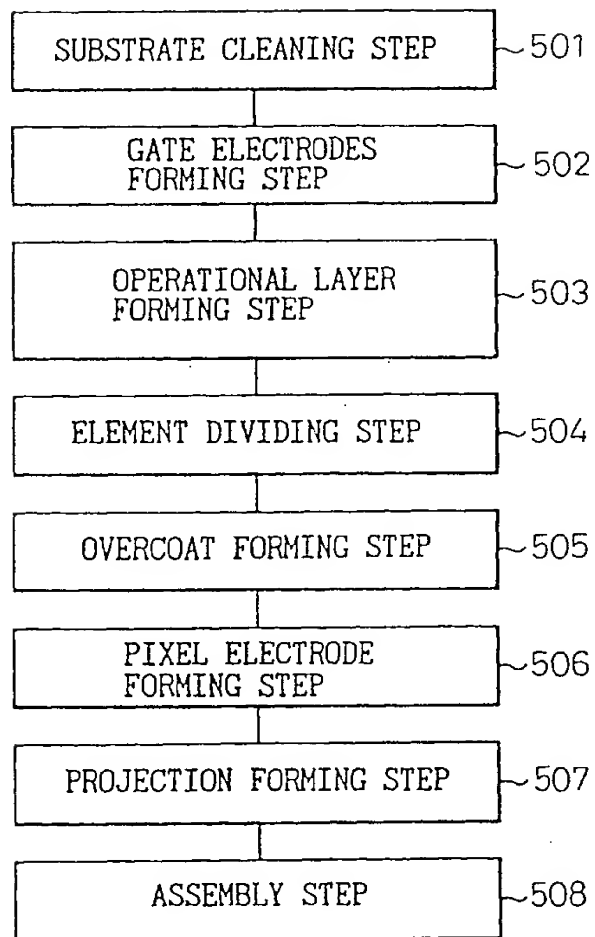 SUBSTRATE CLEANING STEP 501
GATE ELECTRODES
FORMING STEP 502
OPERATIONAL LAYER
FORMING STEP 503
ELEMENT DIVIDING STEP 504
OVERCOAT FORMING STEP 505
PIXEL ELECTRODE
FORMING STEP 506
PROJECTION FORMING STEP 507
ASSEMBLY STEP 508